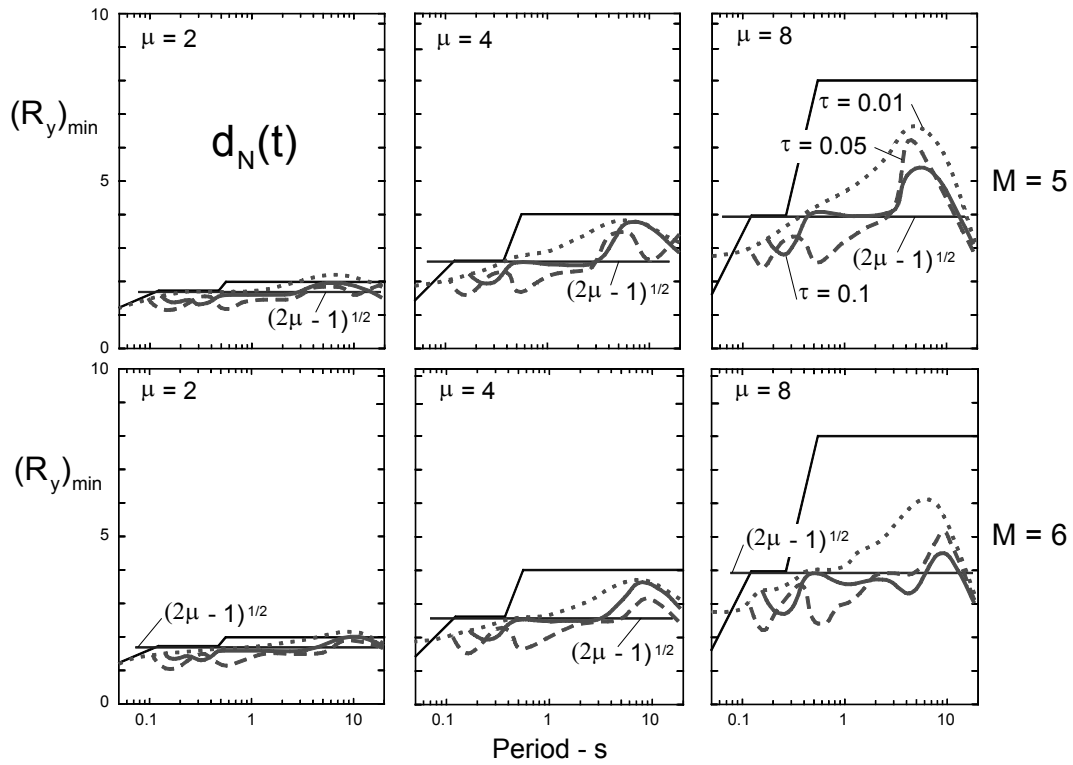 10
μ = 2
μ = 4
μ = 8
(R_y)_min
d_N(t)
τ = 0.01
τ = 0.05
M = 5
5
(2μ - 1)^1/2
(2μ - 1)^1/2
(2μ - 1)^1/2
τ = 0.1
0
10
μ = 2
μ = 4
μ = 8
(R_y)_min
(2μ - 1)^1/2
M = 6
5
(2μ - 1)^1/2
(2μ - 1)^1/2
0
0.1 1 10
0.1 1 10
0.1 1 10
Period - s